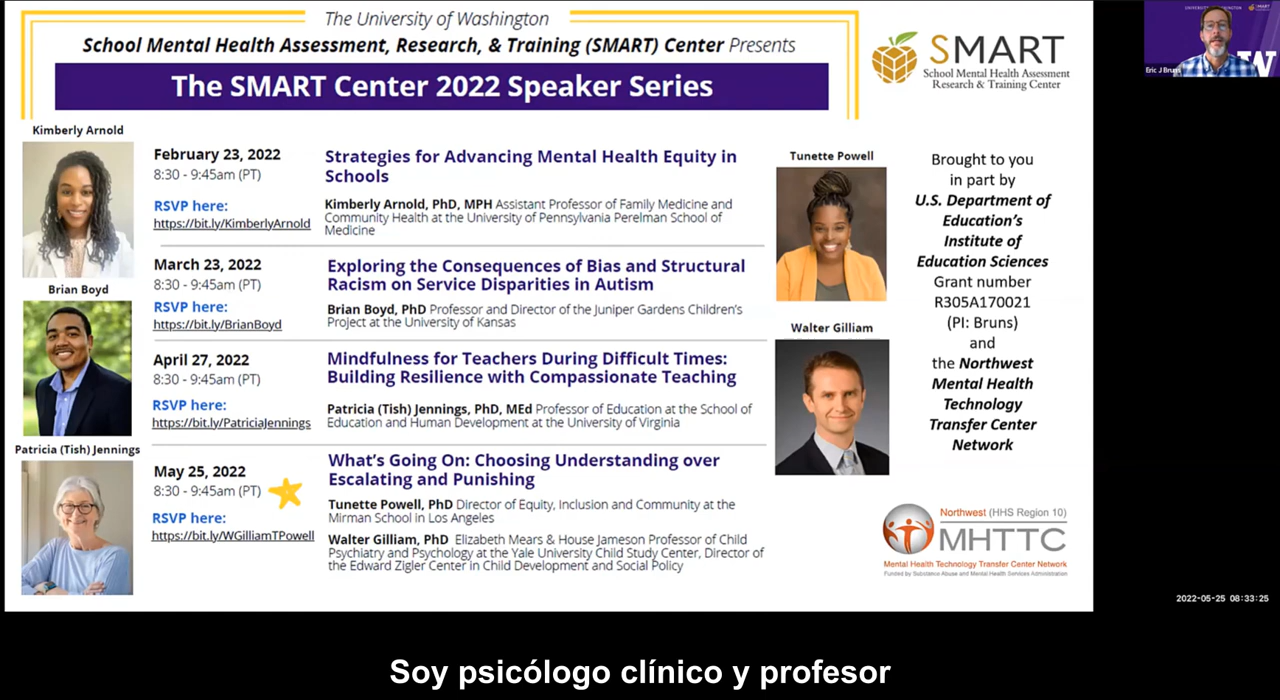 The University of Washington
School Mental Health Assessment, Research, & Training (SMART) Center Presents
The SMART Center 2022 Speaker Series
SMART
School Mental Health Assessment
Research & Training Center
Eric J Bruns
W
Kimberly Arnold
February 23, 2022
8:30 - 9:45am (PT)
RSVP here:
https://bit.ly/KimberlyArnold
Strategies for Advancing Mental Health Equity in
Schools
Kimberly Arnold, PhD, MPH Assistant Professor of Family Medicine and
Community Health at the University of Pennsylvania Perelman School of
Medicine
Brian Boyd
March 23, 2022
8:30 - 9:45am (PT)
RSVP here:
https://bit.ly/BrianBoyd
Exploring the Consequences of Bias and Structural
Racism on Service Disparities in Autism
Brian Boyd, PhD Professor and Director of the Juniper Gardens Children's
Project at the University of Kansas
April 27, 2022
8:30 - 9:45am (PT)
RSVP here:
https://bit.ly/PatriciaJennings
Mindfulness for Teachers During Difficult Times:
Building Resilience with Compassionate Teaching
Patricia (Tish) Jennings, PhD, MEd Professor of Education at the School of
Education and Human Development at the University of Virginia
Patricia (Tish) Jennings
May 25, 2022
8:30 - 9:45am (PT)
RSVP here:
https://bit.ly/WGilliamTPowell
What's Going On: Choosing Understanding over
Escalating and Punishing
Tunette Powell, PhD Director of Equity, Inclusion and Community at the
Mirman School in Los Angeles
Walter Gilliam, PhD Elizabeth Mears & House Jameson Professor of Child
Psychiatry and Psychology at the Yale University Child Study Center, Director of
the Edward Zigler Center in Child Development and Social Policy
Tunette Powell
Walter Gilliam
Brought to you
in part by
U.S. Department of
Education's
Institute of
Education Sciences
Grant number
R305A170021
(PI: Bruns)
and
the Northwest
Mental Health
Technology
Transfer Center
Network
Northwest (HHS Region 10)
MHTTC
Mental Health Technology Transfer Center Network
Funded by Substance Abuse and Mental Health Services Administration
2022-05-25 08:33:25
Soy psicólogo clínico y profesor